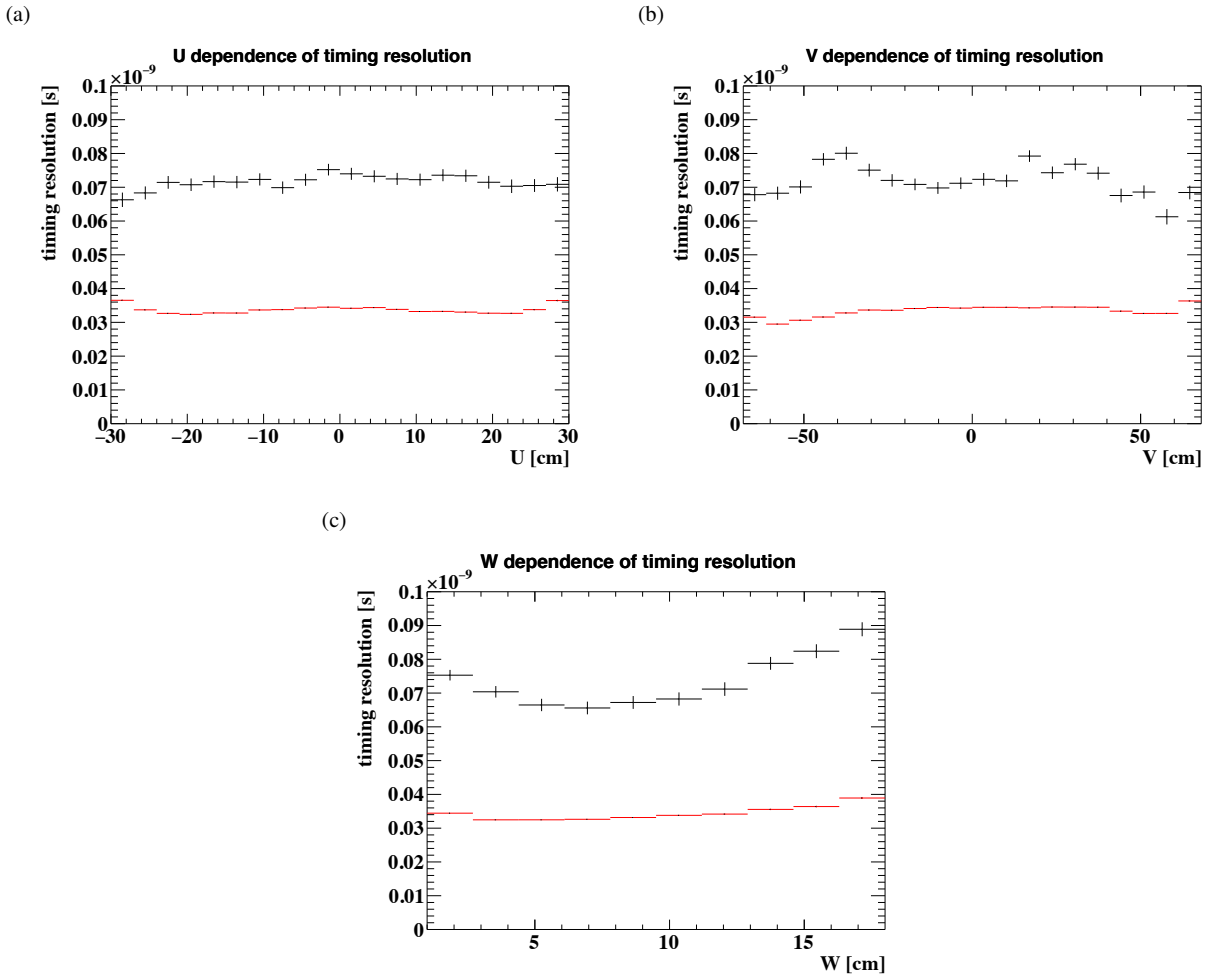 (a)
U dependence of timing resolution
×10⁻⁹
timing resolution [s]
0.1
0.09
0.08
0.07
0.06
0.05
0.04
0.03
0.02
0.01
0
−30 −20 −10 0 10 20 30
U [cm]
(b)
V dependence of timing resolution
×10⁻⁹
timing resolution [s]
0.1
0.09
0.08
0.07
0.06
0.05
0.04
0.03
0.02
0.01
0
−50 0 50
V [cm]
(c)
W dependence of timing resolution
×10⁻⁹
timing resolution [s]
0.1
0.09
0.08
0.07
0.06
0.05
0.04
0.03
0.02
0.01
0
5 10 15
W [cm]